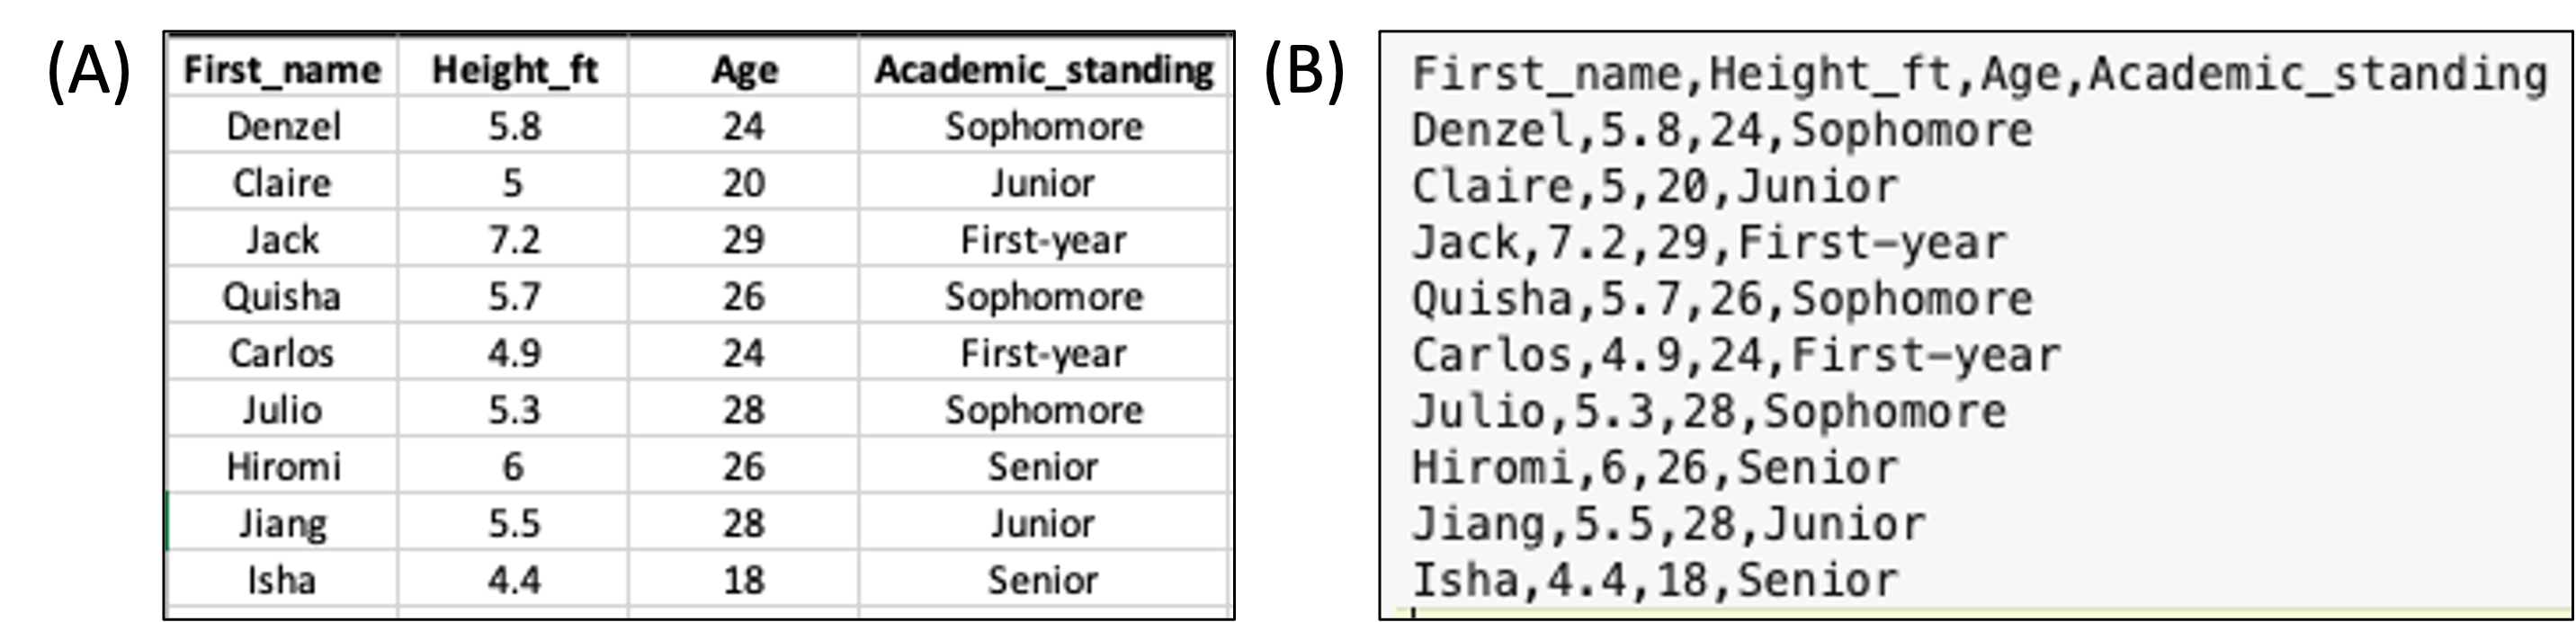 (A)
First_name Height_ft Age Academic_standing
Denzel 5.8 24 Sophomore
Claire 5 20 Junior
Jack 7.2 29 First-year
Quisha 5.7 26 Sophomore
Carlos 4.9 24 First-year
Julio 5.3 28 Sophomore
Hiromi 6 26 Senior
Jiang 5.5 28 Junior
Isha 4.4 18 Senior
(B)
First_name,Height_ft,Age,Academic_standing
Denzel,5.8,24,Sophomore
Claire,5,20,Junior
Jack,7.2,29,First-year
Quisha,5.7,26,Sophomore
Carlos,4.9,24,First-year
Julio,5.3,28,Sophomore
Hiromi,6,26,Senior
Jiang,5.5,28,Junior
Isha,4.4,18,Senior